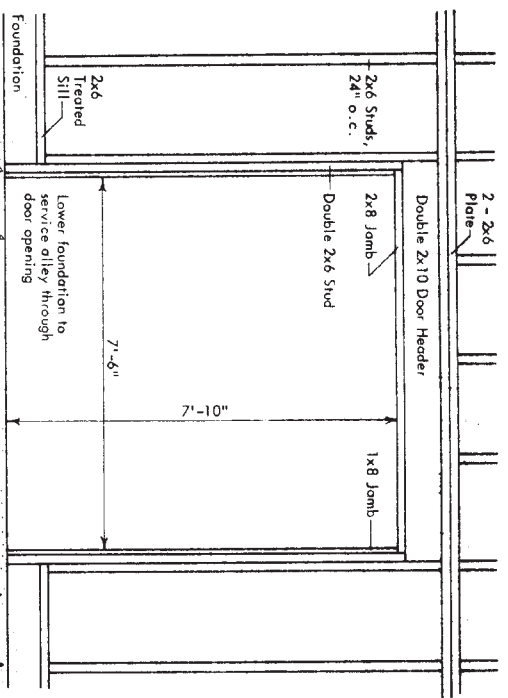 2 - 2x6
Plate
Double 2x10 Door Header
2x6 Studs,
24" o.c.
2x8 Jamb
1x8 Jamb
Double 2x6 Stud
7'-10"
7'-6"
2x6
Treated
Sill
Lower foundation to
service alley through
door opening
Foundation